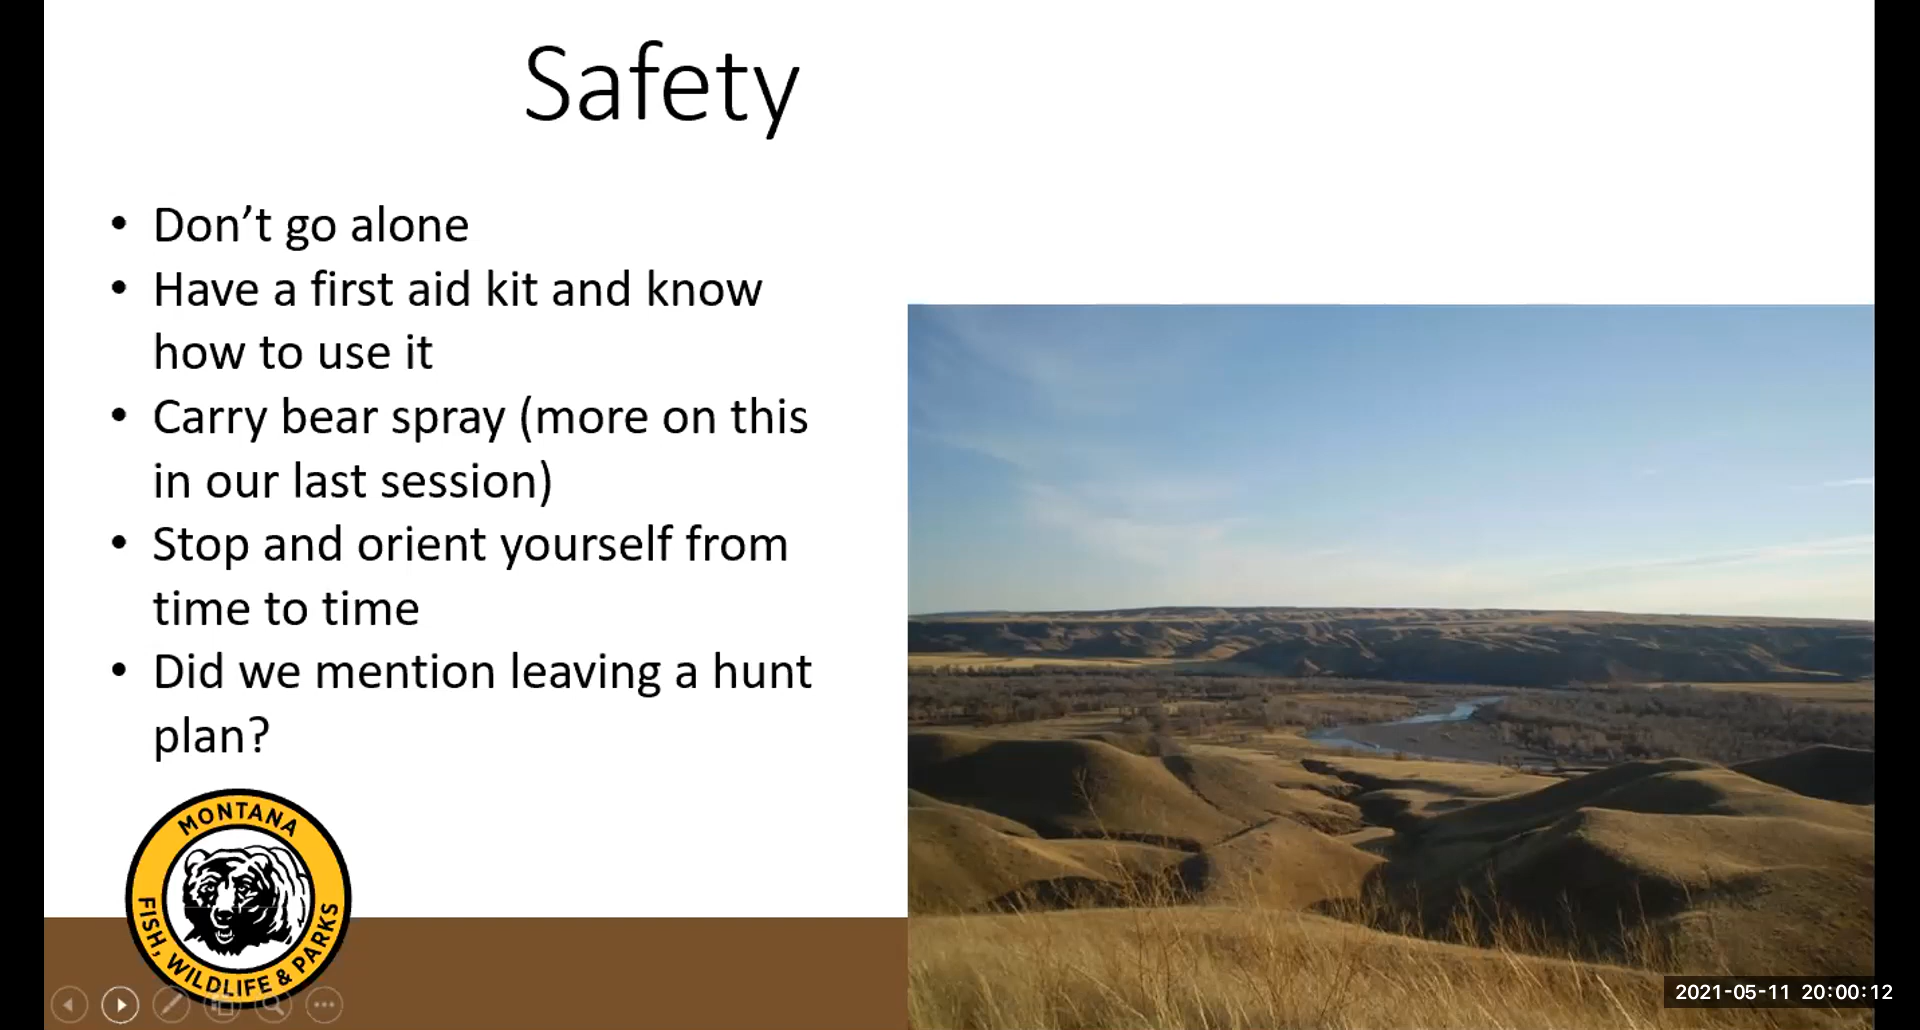 Safety
• Don’t go alone
• Have a first aid kit and know
how to use it
• Carry bear spray (more on this
in our last session)
• Stop and orient yourself from
time to time
• Did we mention leaving a hunt
plan?
MONTANA
FISH, WILDLIFE & PARKS
2021-05-11 20:00:12